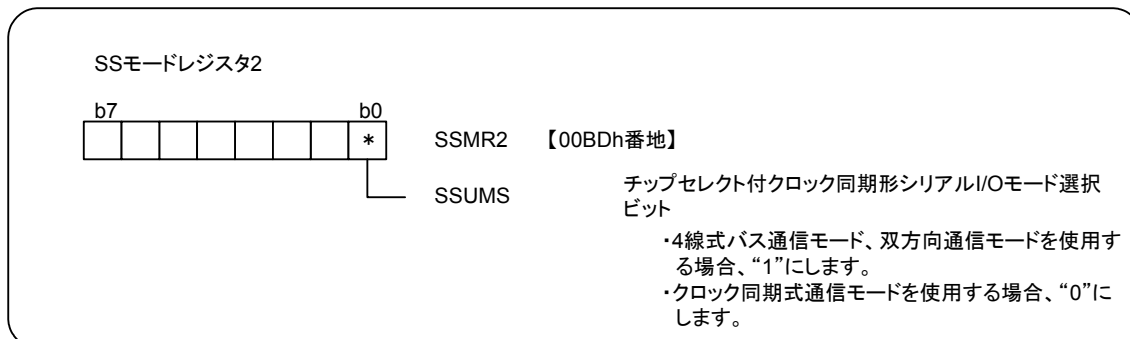 SSモードレジスタ2
b7 b0
* SSMR2 【00BDh番地】
SSUMS チップセレクト付クロック同期形シリアルI/Oモード選択
ビット
・4線式バス通信モード、双方向通信モードを使用す
る場合、“1”にします。
・クロック同期式通信モードを使用する場合、“0”に
します。